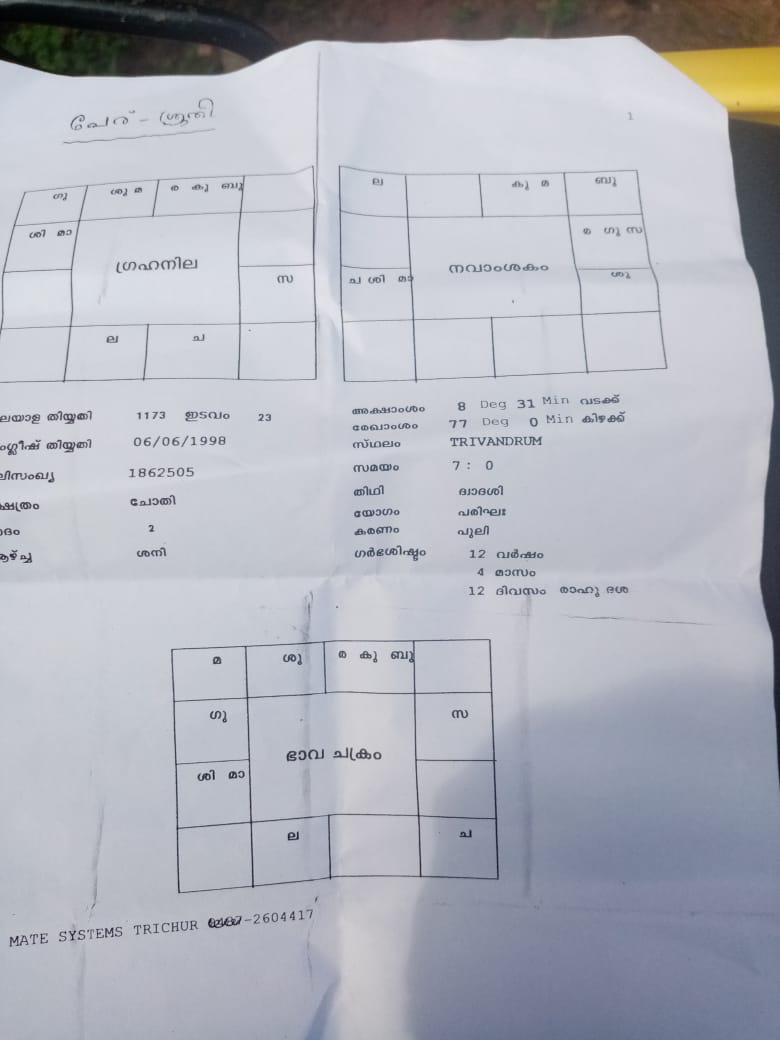 പേര് - ശ്രുതി
1
ഗു
ശു മ
ര കു ബു
ശി മാ
ഗ്രഹനില
സ
ല
ച
ല
കു മ
ബു
ര ഗു സ
ച ശി മാ
നവാംശകം
ശു
ലയാള തിയ്യതി 1173 ഇടവം 23
ംഗ്ലീഷ് തിയ്യതി 06/06/1998
ലിസംഖ്യ 1862505
ക്ഷത്രം ചോതി
ാദം 2
ആഴ്ച്ച ശനി
അക്ഷാംശം 8 Deg 31 Min വടക്ക്
രേഖാംശം 77 Deg 0 Min കിഴക്ക്
സ്ഥലം TRIVANDRUM
സമയം 7 : 0
തിഥി ദ്വാദശി
യോഗം പരിഘഃ
കരണം പുലി
ഗർഭശിഷ്ടം 12 വർഷം
4 മാസം
12 ദിവസം രാഹു ദശ
മ
ശു
ര കു ബു
ഗു
സ
ഭാവ ചക്രം
ശി മാ
ല
ച
MATE SYSTEMS TRICHUR -2604417